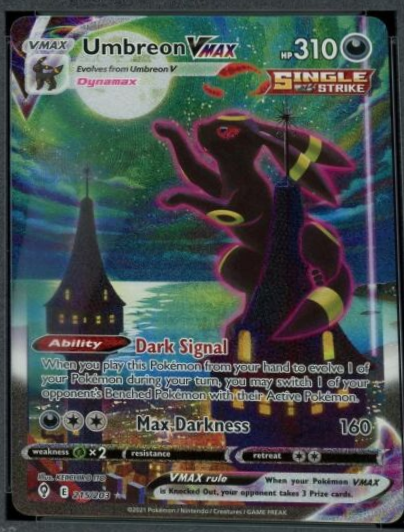 VMAX Umbreon VMAX HP 310
Evolves from Umbreon V
Dynamax
SINGLE
STRIKE
Ability Dark Signal
When you play this Pokémon from your hand to evolve 1 of
your Pokémon during your turn, you may switch 1 of your
opponent's Benched Pokémon with their Active Pokémon.
Max Darkness 160
weakness ×2 resistance retreat
Illus. KEIICHIRO ITO
VMAX rule When your Pokémon VMAX
is Knocked Out, your opponent takes 3 Prize cards.
E 215/203
©2021 Pokémon / Nintendo / Creatures / GAME FREAK